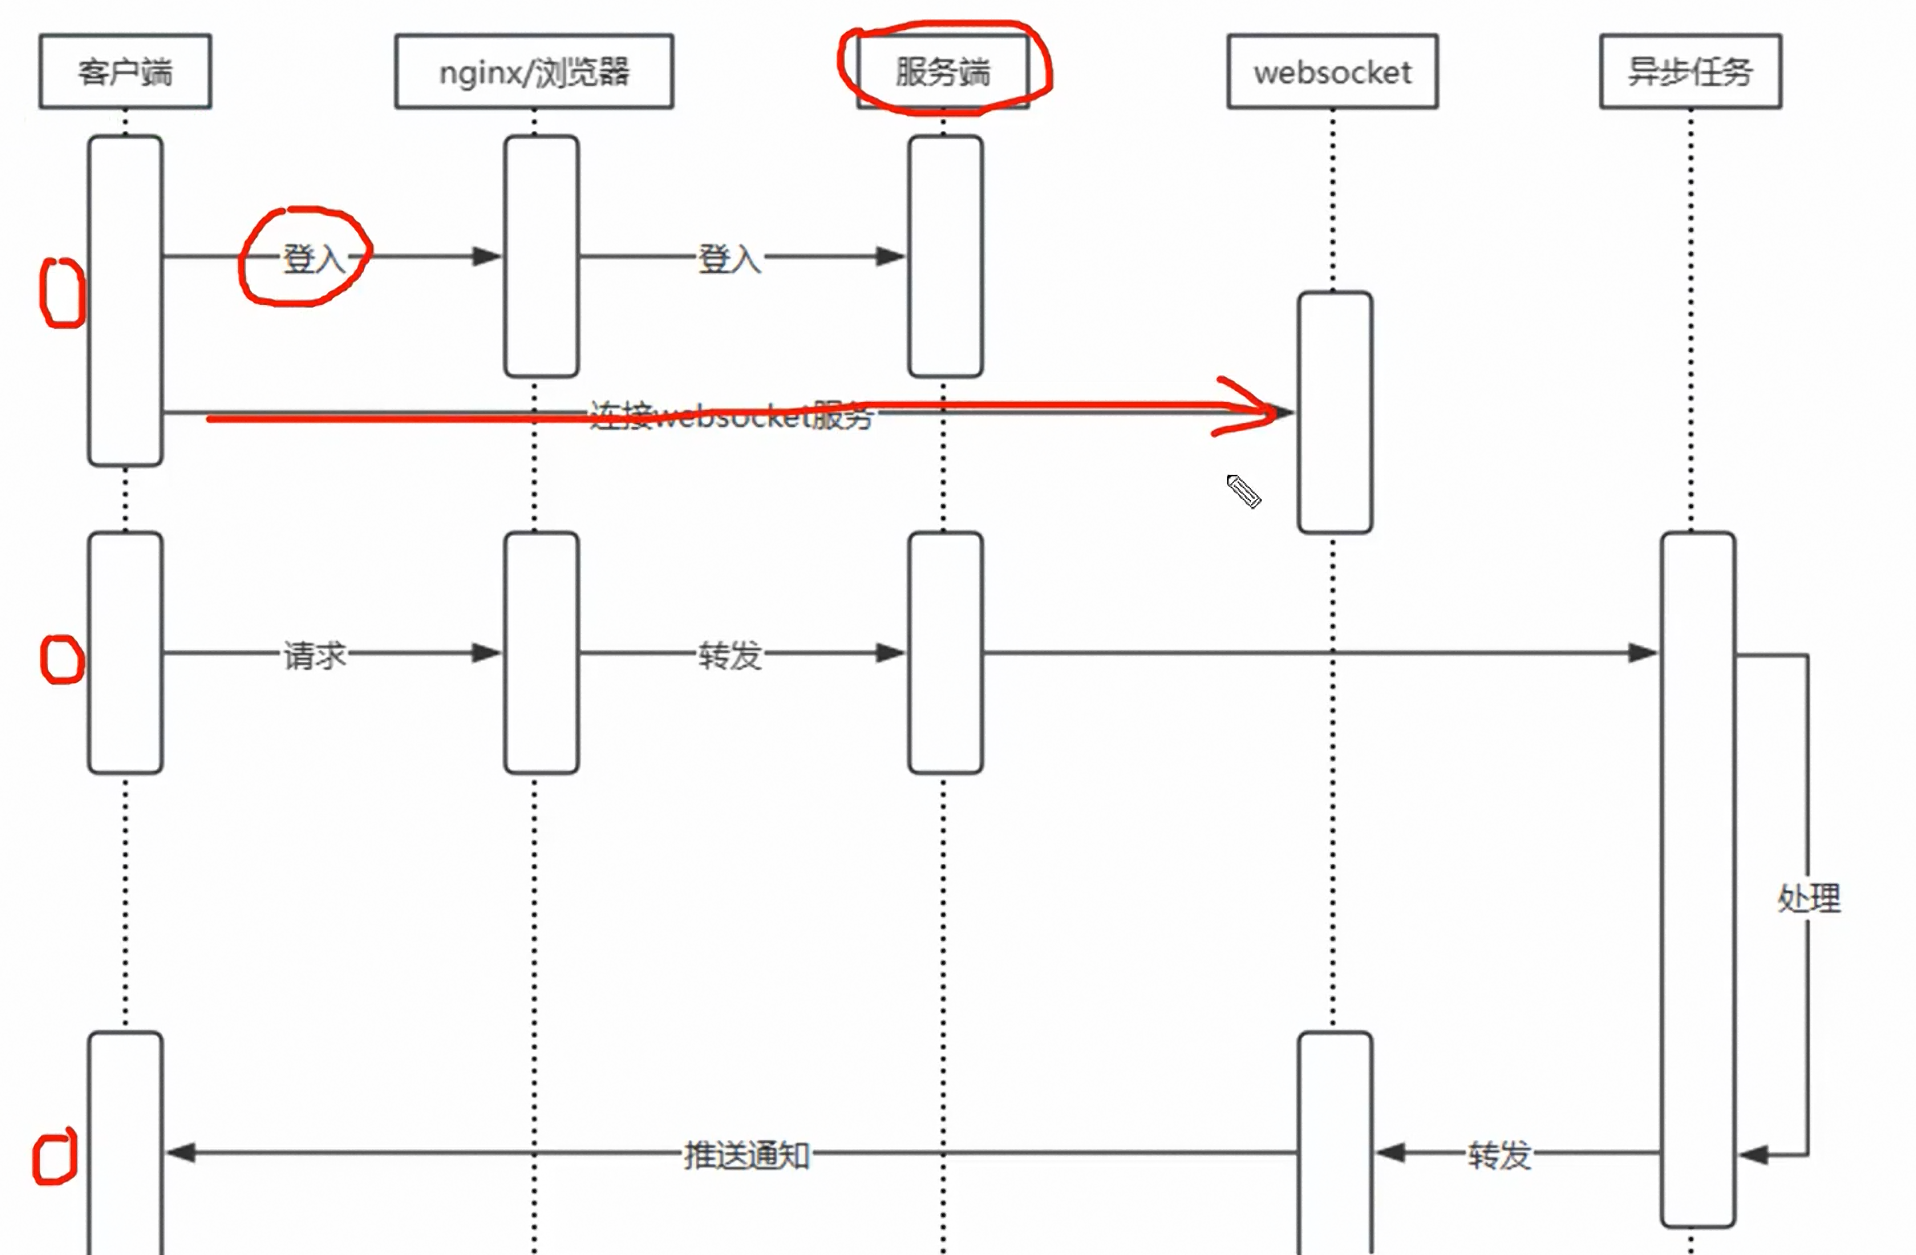 客户端
nginx/浏览器
服务端
websocket
异步任务
登入
登入
连接websocket服务
请求
转发
处理
推送通知
转发